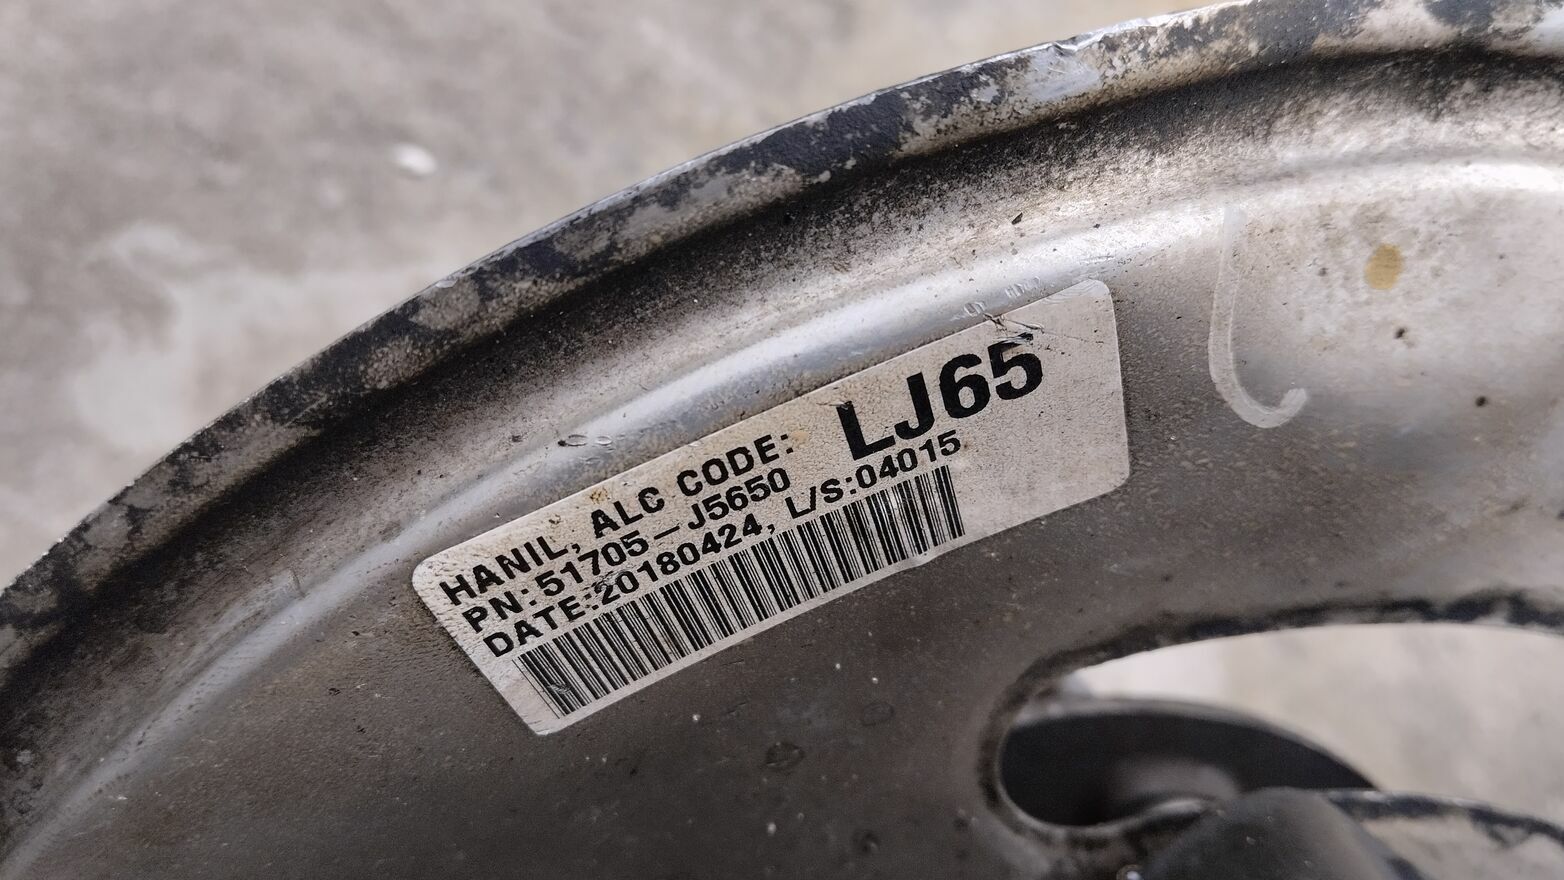 HANIL, ALC CODE: LJ65
PN:51705-J5650
DATE:20180424, L/S:04015